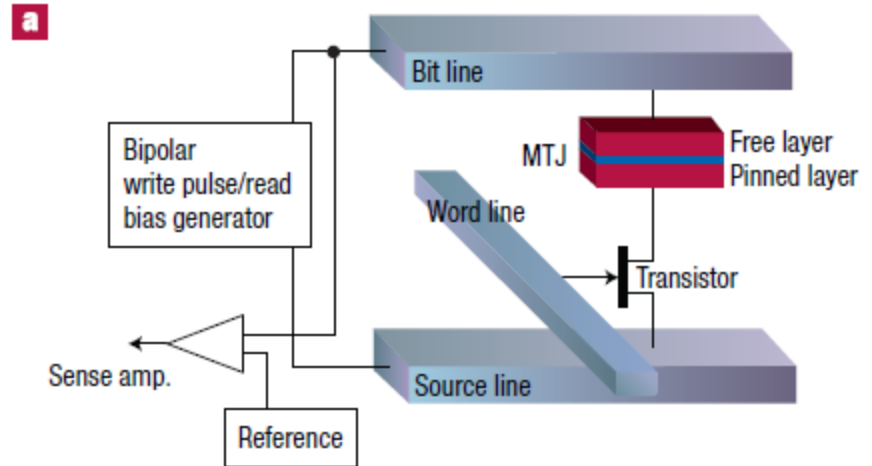 a
Bit line
Bipolar
write pulse/read
bias generator
MTJ
Free layer
Pinned layer
Word line
Transistor
Sense amp.
Source line
Reference